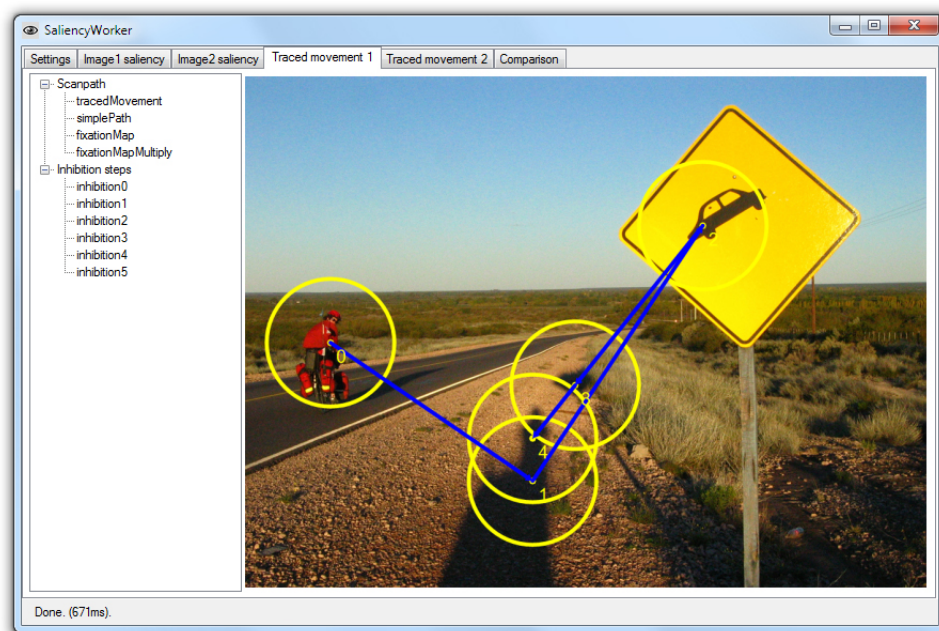 SaliencyWorker
Settings Image1 saliency Image2 saliency Traced movement 1 Traced movement 2 Comparison
Scanpath
tracedMovement
simplePath
fixationMap
fixationMapMultiply
Inhibition steps
inhibition0
inhibition1
inhibition2
inhibition3
inhibition4
inhibition5
0
4
1
Done. (671ms).